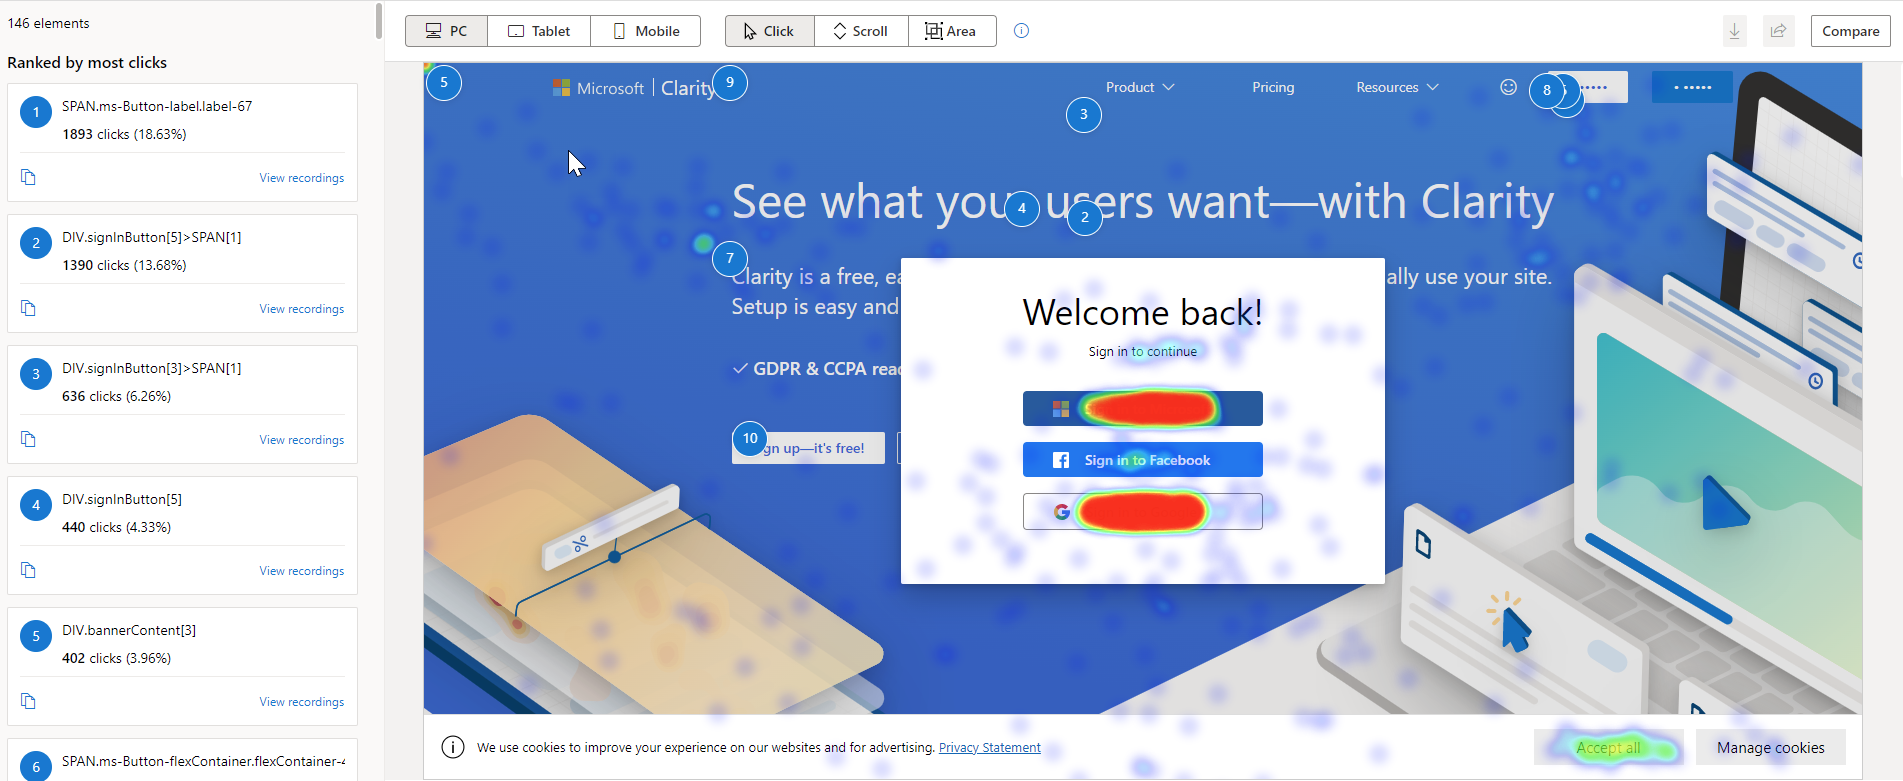 146 elements
Ranked by most clicks
1 SPAN.ms-Button-label.label-67
1893 clicks (18.63%)
View recordings
2 DIV.signInButton[5]>SPAN[1]
1390 clicks (13.68%)
View recordings
3 DIV.signInButton[3]>SPAN[1]
636 clicks (6.26%)
View recordings
4 DIV.signInButton[5]
440 clicks (4.33%)
View recordings
5 DIV.bannerContent[3]
402 clicks (3.96%)
View recordings
6 SPAN.ms-Button-flexContainer.flexContainer-4
PC Tablet Mobile Click Scroll Area Compare
5 Microsoft Clarity 9 Product Pricing Resources 8
3
See what you users want—with Clarity
4 2
7
Clarity is a free, ally use your site.
Setup is easy and
GDPR & CCPA
10 up—it's free!
Welcome back!
Sign in to continue
Sign in to Facebook
%
We use cookies to improve your experience on our websites and for advertising. Privacy Statement
Accept all Manage cookies